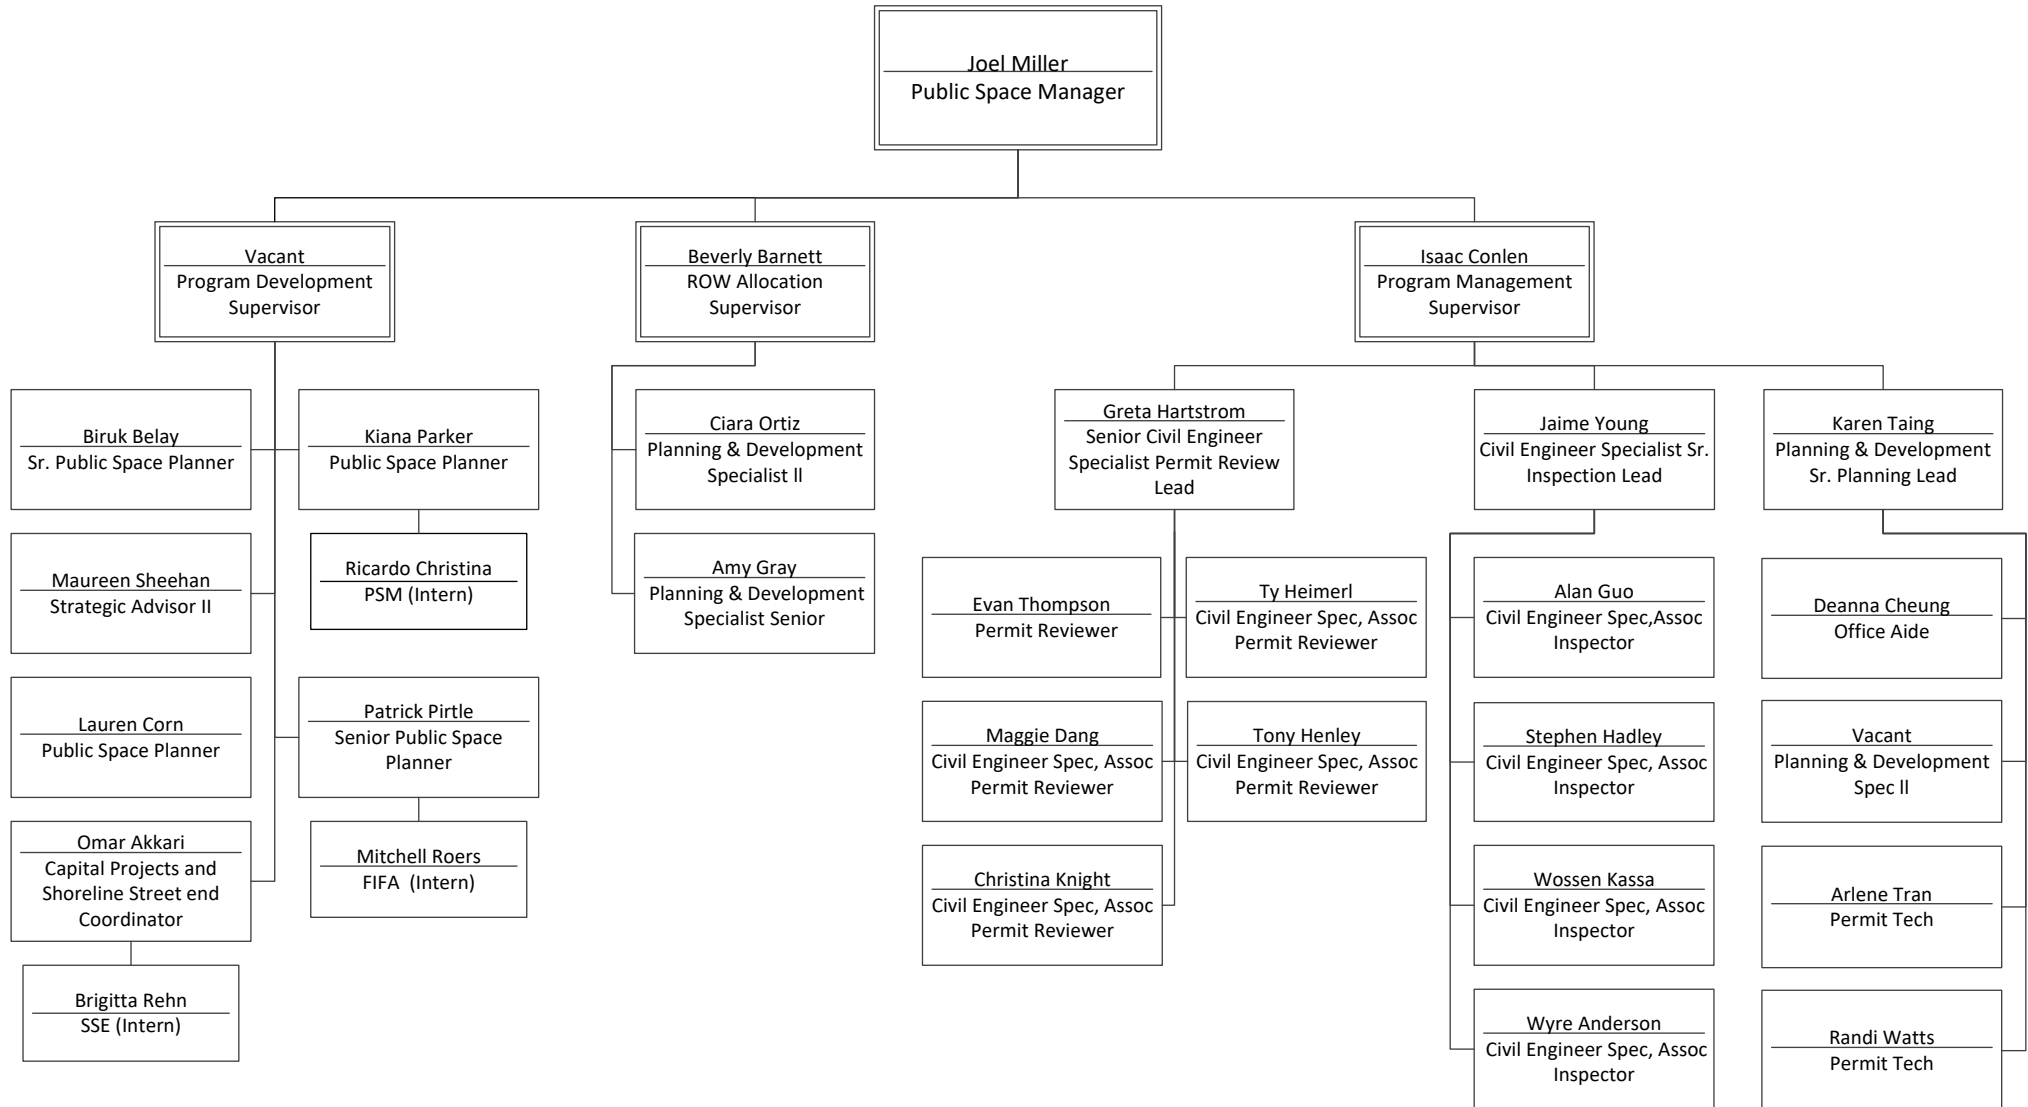 Joel Miller
Public Space Manager
Vacant
Program Development
Supervisor
Beverly Barnett
ROW Allocation
Supervisor
Isaac Conlen
Program Management
Supervisor
Biruk Belay
Sr. Public Space Planner
Kiana Parker
Public Space Planner
Ciara Ortiz
Planning & Development
Specialist ll
Greta Hartstrom
Senior Civil Engineer
Specialist Permit Review
Lead
Jaime Young
Civil Engineer Specialist Sr.
Inspection Lead
Karen Taing
Planning & Development
Sr. Planning Lead
Maureen Sheehan
Strategic Advisor II
Ricardo Christina
PSM (Intern)
Amy Gray
Planning & Development
Specialist Senior
Evan Thompson
Permit Reviewer
Ty Heimerl
Civil Engineer Spec, Assoc
Permit Reviewer
Alan Guo
Civil Engineer Spec,Assoc
Inspector
Deanna Cheung
Office Aide
Lauren Corn
Public Space Planner
Patrick Pirtle
Senior Public Space
Planner
Maggie Dang
Civil Engineer Spec, Assoc
Permit Reviewer
Tony Henley
Civil Engineer Spec, Assoc
Permit Reviewer
Stephen Hadley
Civil Engineer Spec, Assoc
Inspector
Vacant
Planning & Development
Spec ll
Omar Akkari
Capital Projects and
Shoreline Street end
Coordinator
Mitchell Roers
FIFA  (Intern)
Christina Knight
Civil Engineer Spec, Assoc
Permit Reviewer
Wossen Kassa
Civil Engineer Spec, Assoc
Inspector
Arlene Tran
Permit Tech
Brigitta Rehn
SSE (Intern)
Wyre Anderson
Civil Engineer Spec, Assoc
Inspector
Randi Watts
Permit Tech